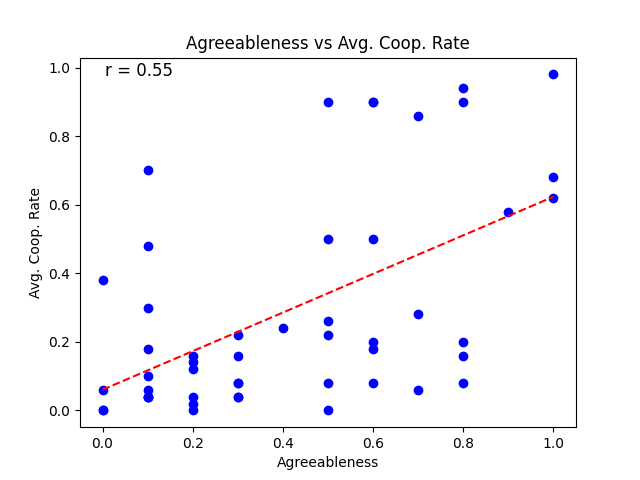 Agreeableness vs Avg. Coop. Rate
r = 0.55
1.0
0.8
0.6
0.4
0.2
0.0
Avg. Coop. Rate
0.0 0.2 0.4 0.6 0.8 1.0
Agreeableness